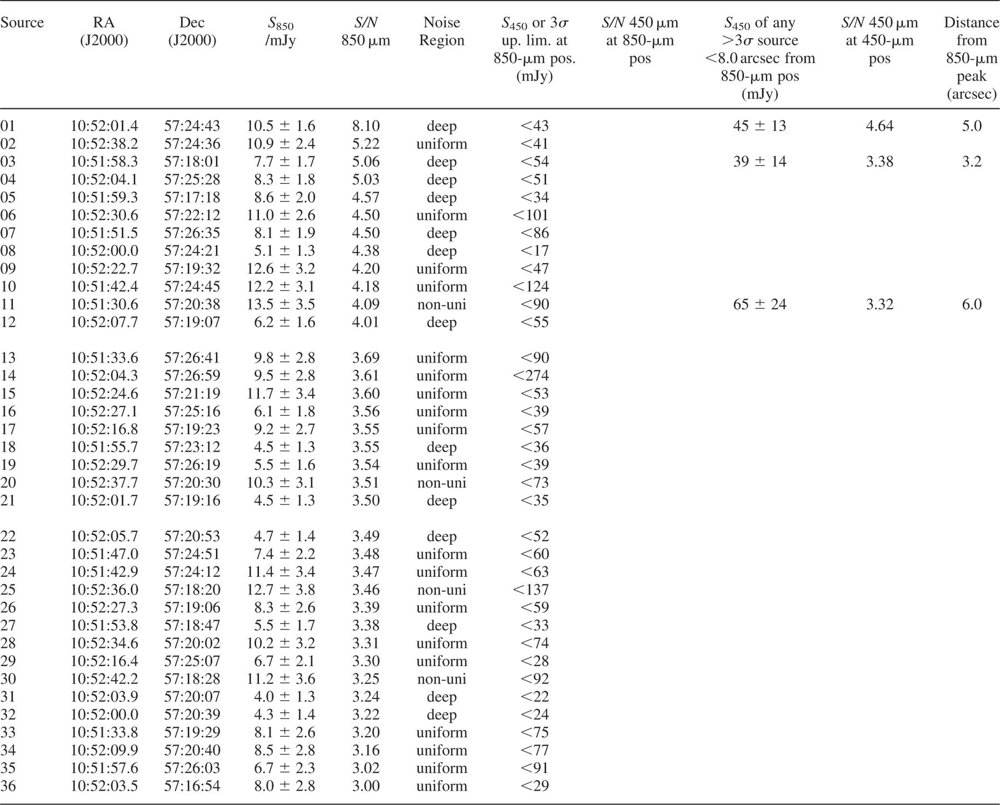 Source RA Dec S850 S/N Noise S450 or 3σ S/N 450 μm S450 of any S/N 450 μm Distance
(J2000) (J2000) /mJy 850 μm Region up. lim. at at 850-μm >3σ source at 450-μm from
850-μm pos. pos <8.0 arcsec from pos 850-μm
(mJy) 850-μm pos peak
(mJy) (arcsec)
01 10:52:01.4 57:24:43 10.5 ± 1.6 8.10 deep <43 45 ± 13 4.64 5.0
02 10:52:38.2 57:24:36 10.9 ± 2.4 5.22 uniform <41
03 10:51:58.3 57:18:01 7.7 ± 1.7 5.06 deep <54 39 ± 14 3.38 3.2
04 10:52:04.1 57:25:28 8.3 ± 1.8 5.03 deep <51
05 10:51:59.3 57:17:18 8.6 ± 2.0 4.57 deep <34
06 10:52:30.6 57:22:12 11.0 ± 2.6 4.50 uniform <101
07 10:51:51.5 57:26:35 8.1 ± 1.9 4.50 deep <86
08 10:52:00.0 57:24:21 5.1 ± 1.3 4.38 deep <17
09 10:52:22.7 57:19:32 12.6 ± 3.2 4.20 uniform <47
10 10:51:42.4 57:24:45 12.2 ± 3.1 4.18 uniform <124
11 10:51:30.6 57:20:38 13.5 ± 3.5 4.09 non-uni <90 65 ± 24 3.32 6.0
12 10:52:07.7 57:19:07 6.2 ± 1.6 4.01 deep <55
13 10:51:33.6 57:26:41 9.8 ± 2.8 3.69 uniform <90
14 10:52:04.3 57:26:59 9.5 ± 2.8 3.61 uniform <274
15 10:52:24.6 57:21:19 11.7 ± 3.4 3.60 uniform <53
16 10:52:27.1 57:25:16 6.1 ± 1.8 3.56 uniform <39
17 10:52:16.8 57:19:23 9.2 ± 2.7 3.55 uniform <57
18 10:51:55.7 57:23:12 4.5 ± 1.3 3.55 deep <36
19 10:52:29.7 57:26:19 5.5 ± 1.6 3.54 uniform <39
20 10:52:37.7 57:20:30 10.3 ± 3.1 3.51 non-uni <73
21 10:52:01.7 57:19:16 4.5 ± 1.3 3.50 deep <35
22 10:52:05.7 57:20:53 4.7 ± 1.4 3.49 deep <52
23 10:51:47.0 57:24:51 7.4 ± 2.2 3.48 uniform <60
24 10:51:42.9 57:24:12 11.4 ± 3.4 3.47 uniform <63
25 10:52:36.0 57:18:20 12.7 ± 3.8 3.46 non-uni <137
26 10:52:27.3 57:19:06 8.3 ± 2.6 3.39 uniform <59
27 10:51:53.8 57:18:47 5.5 ± 1.7 3.38 deep <33
28 10:52:34.6 57:20:02 10.2 ± 3.2 3.31 uniform <74
29 10:52:16.4 57:25:07 6.7 ± 2.1 3.30 uniform <28
30 10:52:42.2 57:18:28 11.2 ± 3.6 3.25 non-uni <92
31 10:52:03.9 57:20:07 4.0 ± 1.3 3.24 deep <22
32 10:52:00.0 57:20:39 4.3 ± 1.4 3.22 deep <24
33 10:51:33.8 57:19:29 8.1 ± 2.6 3.20 uniform <75
34 10:52:09.9 57:20:40 8.5 ± 2.8 3.16 uniform <77
35 10:51:57.6 57:26:03 6.7 ± 2.3 3.02 uniform <91
36 10:52:03.5 57:16:54 8.0 ± 2.8 3.00 uniform <29